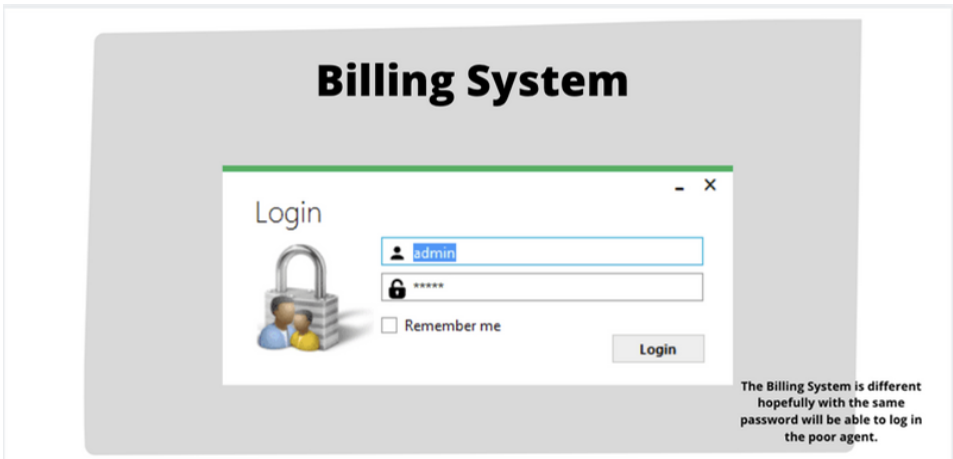 Billing System
Login
admin
*****
Remember me
Login
The Billing System is different
hopefully with the same
password will be able to log in
the poor agent.